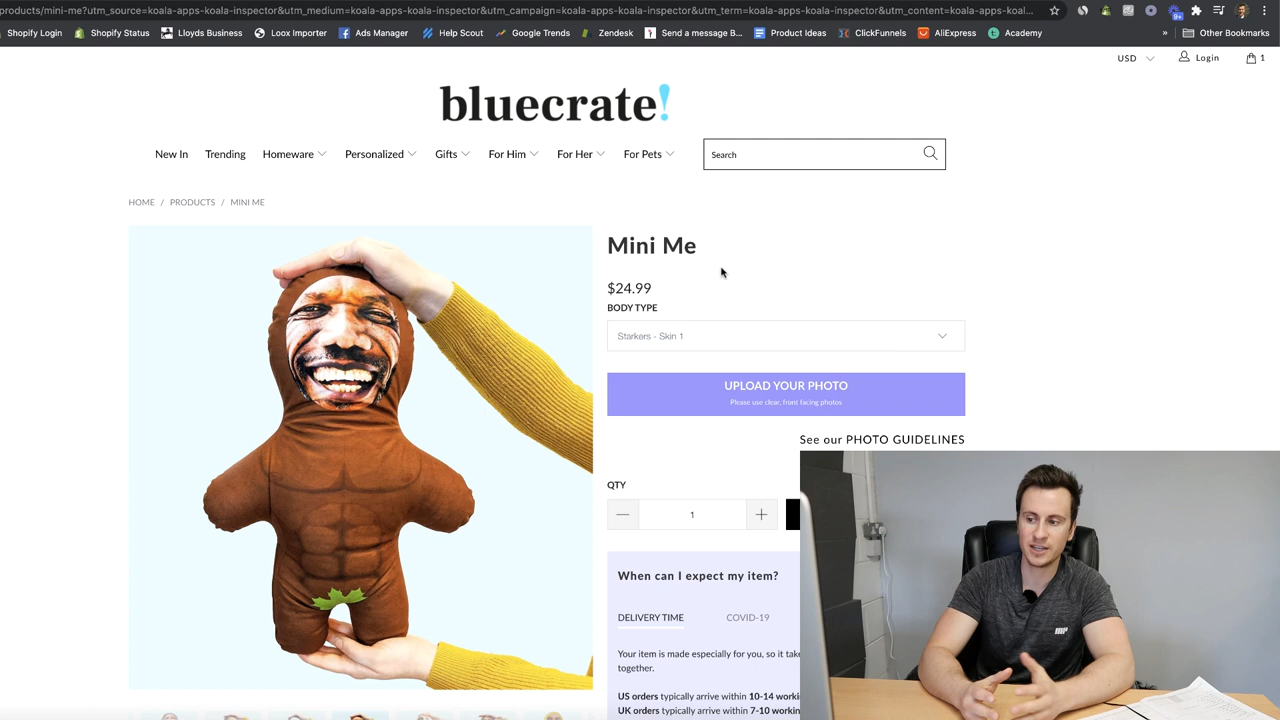 products/mini-me?utm_source=koala-apps-koala-inspector&utm_medium=koala-apps-koala-inspector&utm_campaign=koala-apps-koala-inspector&utm_term=koala-apps-koala-inspector&utm_content=koala-apps-koa...
Shopify Login Shopify Status Lloyds Business Loox Importer Ads Manager Help Scout Google Trends Zendesk Send a message B... Product Ideas ClickFunnels AliExpress Academy » Other Bookmarks
USD Login 1
bluecrate!
New In Trending Homeware Personalized Gifts For Him For Her For Pets Search
HOME / PRODUCTS / MINI ME
Mini Me
$24.99
BODY TYPE
Starkers - Skin 1
UPLOAD YOUR PHOTO
Please use clear, front facing photos
See our PHOTO GUIDELINES
QTY
1
When can I expect my item?
DELIVERY TIME COVID-19
Your item is made especially for you, so it take
together.
US orders typically arrive within 10-14 worki
UK orders typically arrive within 7-10 workin